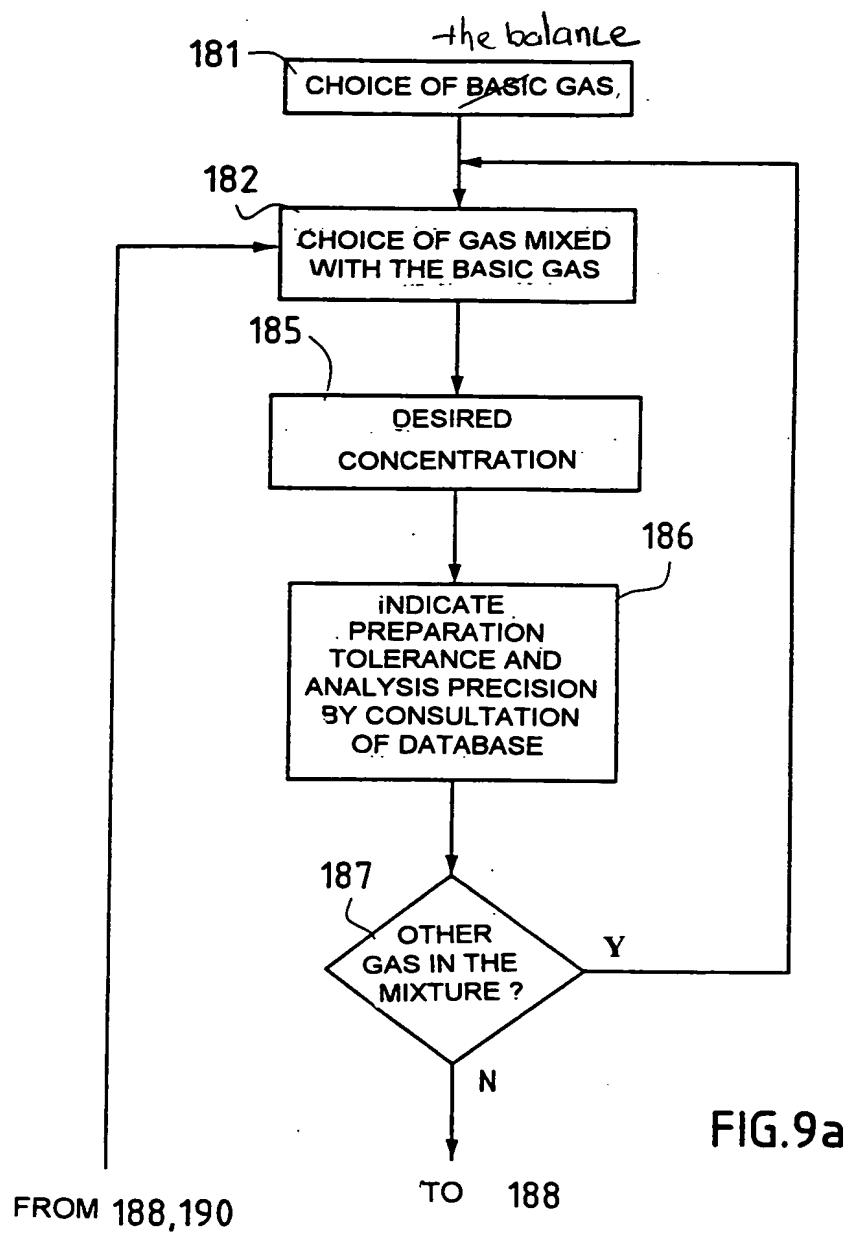 the balance
181
CHOICE OF BASIC GAS
182
CHOICE OF GAS MIXED
WITH THE BASIC GAS
185
DESIRED
CONCENTRATION
186
INDICATE
PREPARATION
TOLERANCE AND
ANALYSIS PRECISION
BY CONSULTATION
OF DATABASE
187
OTHER
GAS IN THE
MIXTURE ?
Y
N
FIG.9a
TO 188
FROM 188,190